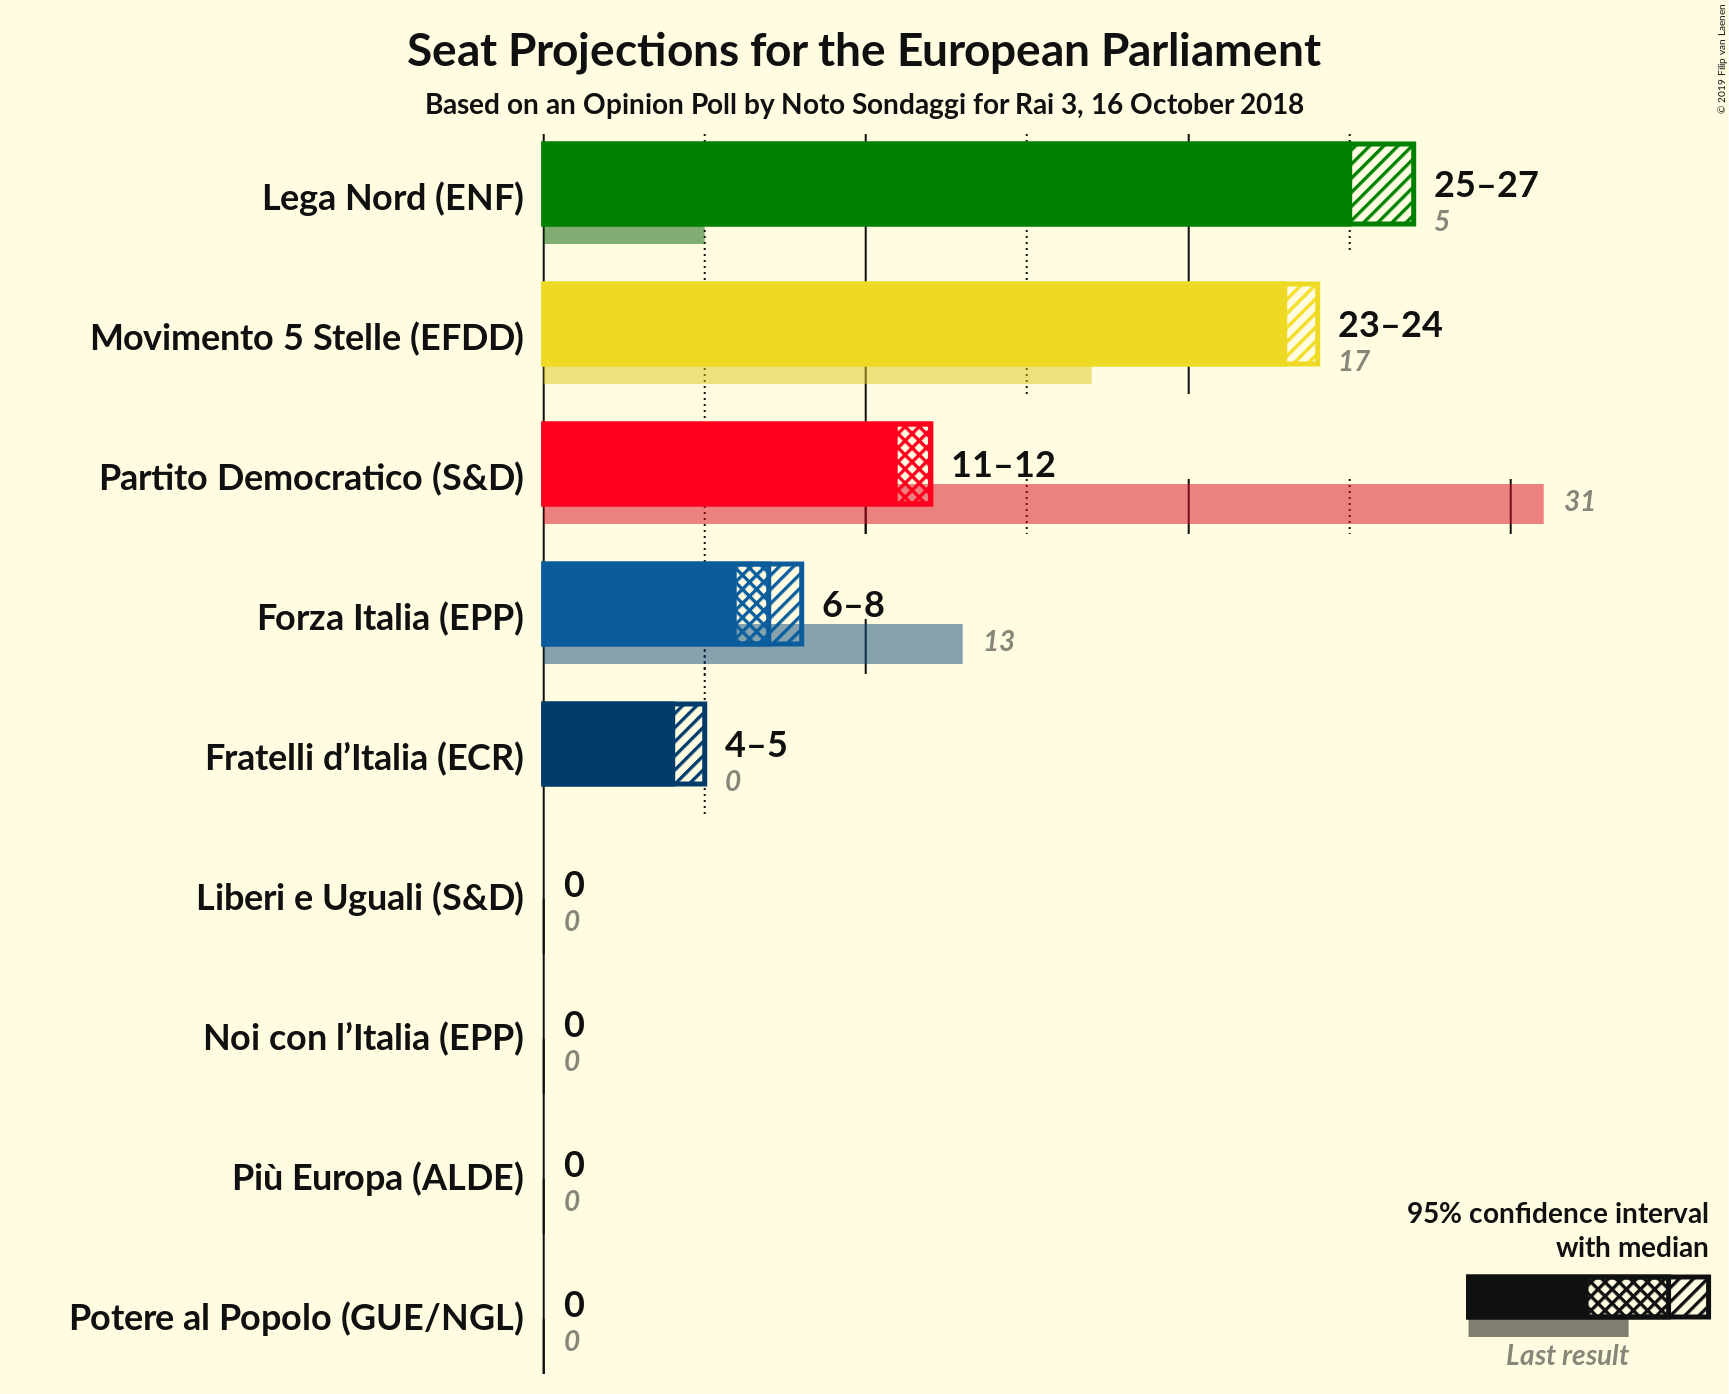 Seat Projections for the European Parliament
Based on an Opinion Poll by Noto Sondaggi for Rai 3, 16 October 2018
© 2019 Filip van Laenen
Lega Nord (ENF)
25–27
5
Movimento 5 Stelle (EFDD)
23–24
17
Partito Democratico (S&D)
11–12
31
Forza Italia (EPP)
6–8
13
Fratelli d’Italia (ECR)
4–5
0
Liberi e Uguali (S&D)
0
0
Noi con l’Italia (EPP)
0
0
Più Europa (ALDE)
0
0
Potere al Popolo (GUE/NGL)
0
0
95% confidence interval
with median
Last result